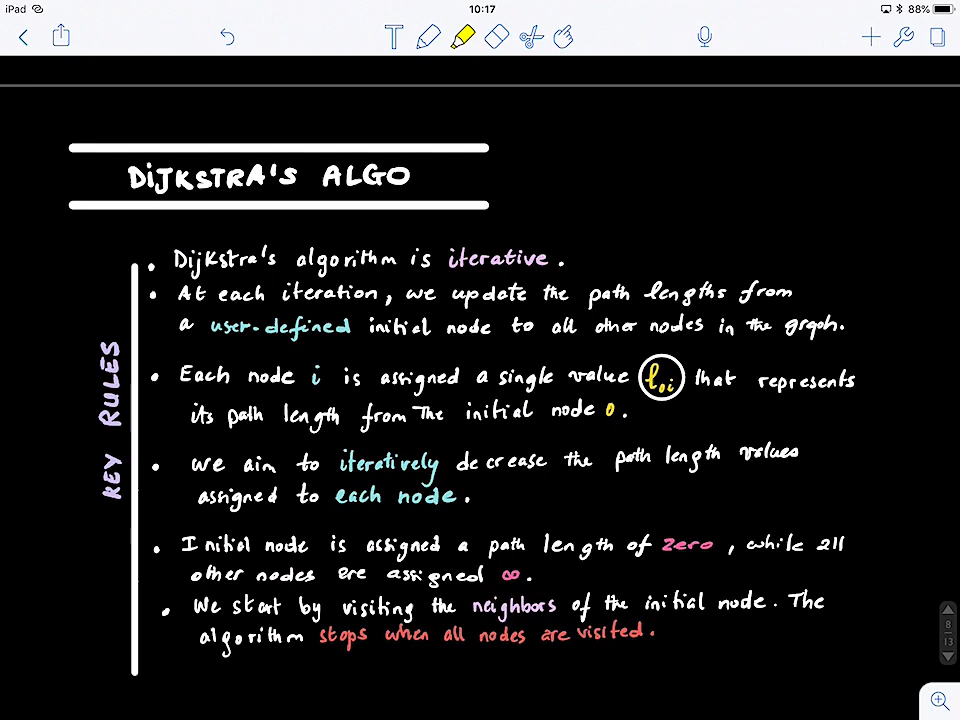 iPad 10:17 88%
DIJKSTRA'S ALGO
KEY RULES
• Dijkstra's algorithm is iterative.
• At each iteration, we update the path lengths from
a user-defined initial node to all other nodes in the graph.
• Each node i is assigned a single value l₀ᵢ that represents
its path length from the initial node 0.
• We aim to iteratively decrease the path length values
assigned to each node.
• Initial node is assigned a path length of zero, while all
other nodes are assigned ∞.
• We start by visiting the neighbors of the initial node. The
algorithm stops when all nodes are visited.
8
13